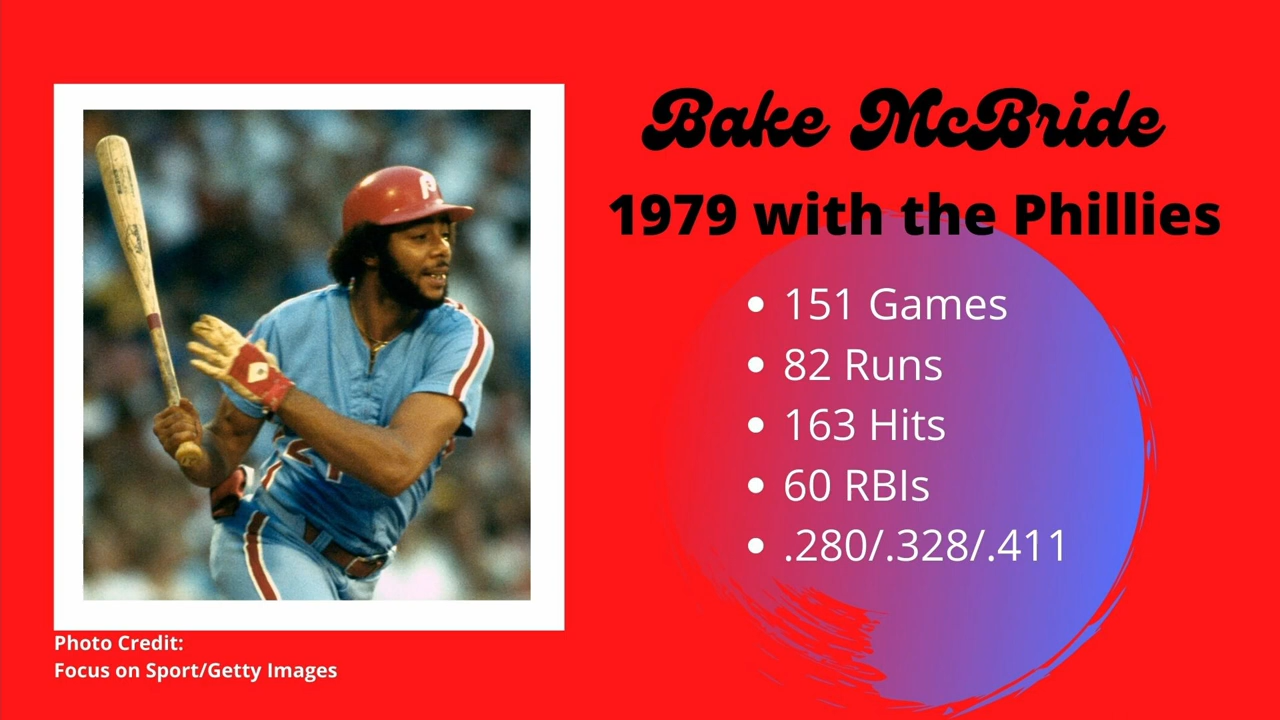 Bake McBride
1979 with the Phillies
151 Games
82 Runs
163 Hits
60 RBIs
.280/.328/.411
P
21
Photo Credit:
Focus on Sport/Getty Images